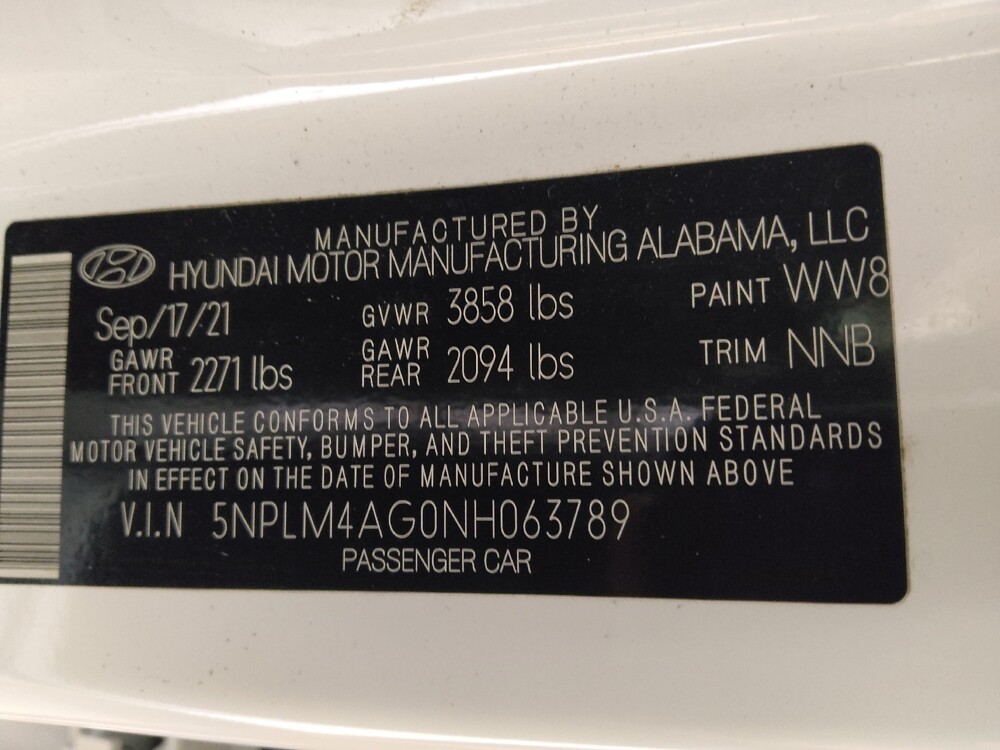 MANUFACTURED BY
HYUNDAI MOTOR MANUFACTURING ALABAMA, LLC
Sep/17/21 GVWR 3858 lbs PAINT WW8
GAWR FRONT 2271 lbs GAWR REAR 2094 lbs TRIM NNB
THIS VEHICLE CONFORMS TO ALL APPLICABLE U.S.A. FEDERAL
MOTOR VEHICLE SAFETY, BUMPER, AND THEFT PREVENTION STANDARDS
IN EFFECT ON THE DATE OF MANUFACTURE SHOWN ABOVE
V.I.N 5NPLM4AG0NH063789
PASSENGER CAR